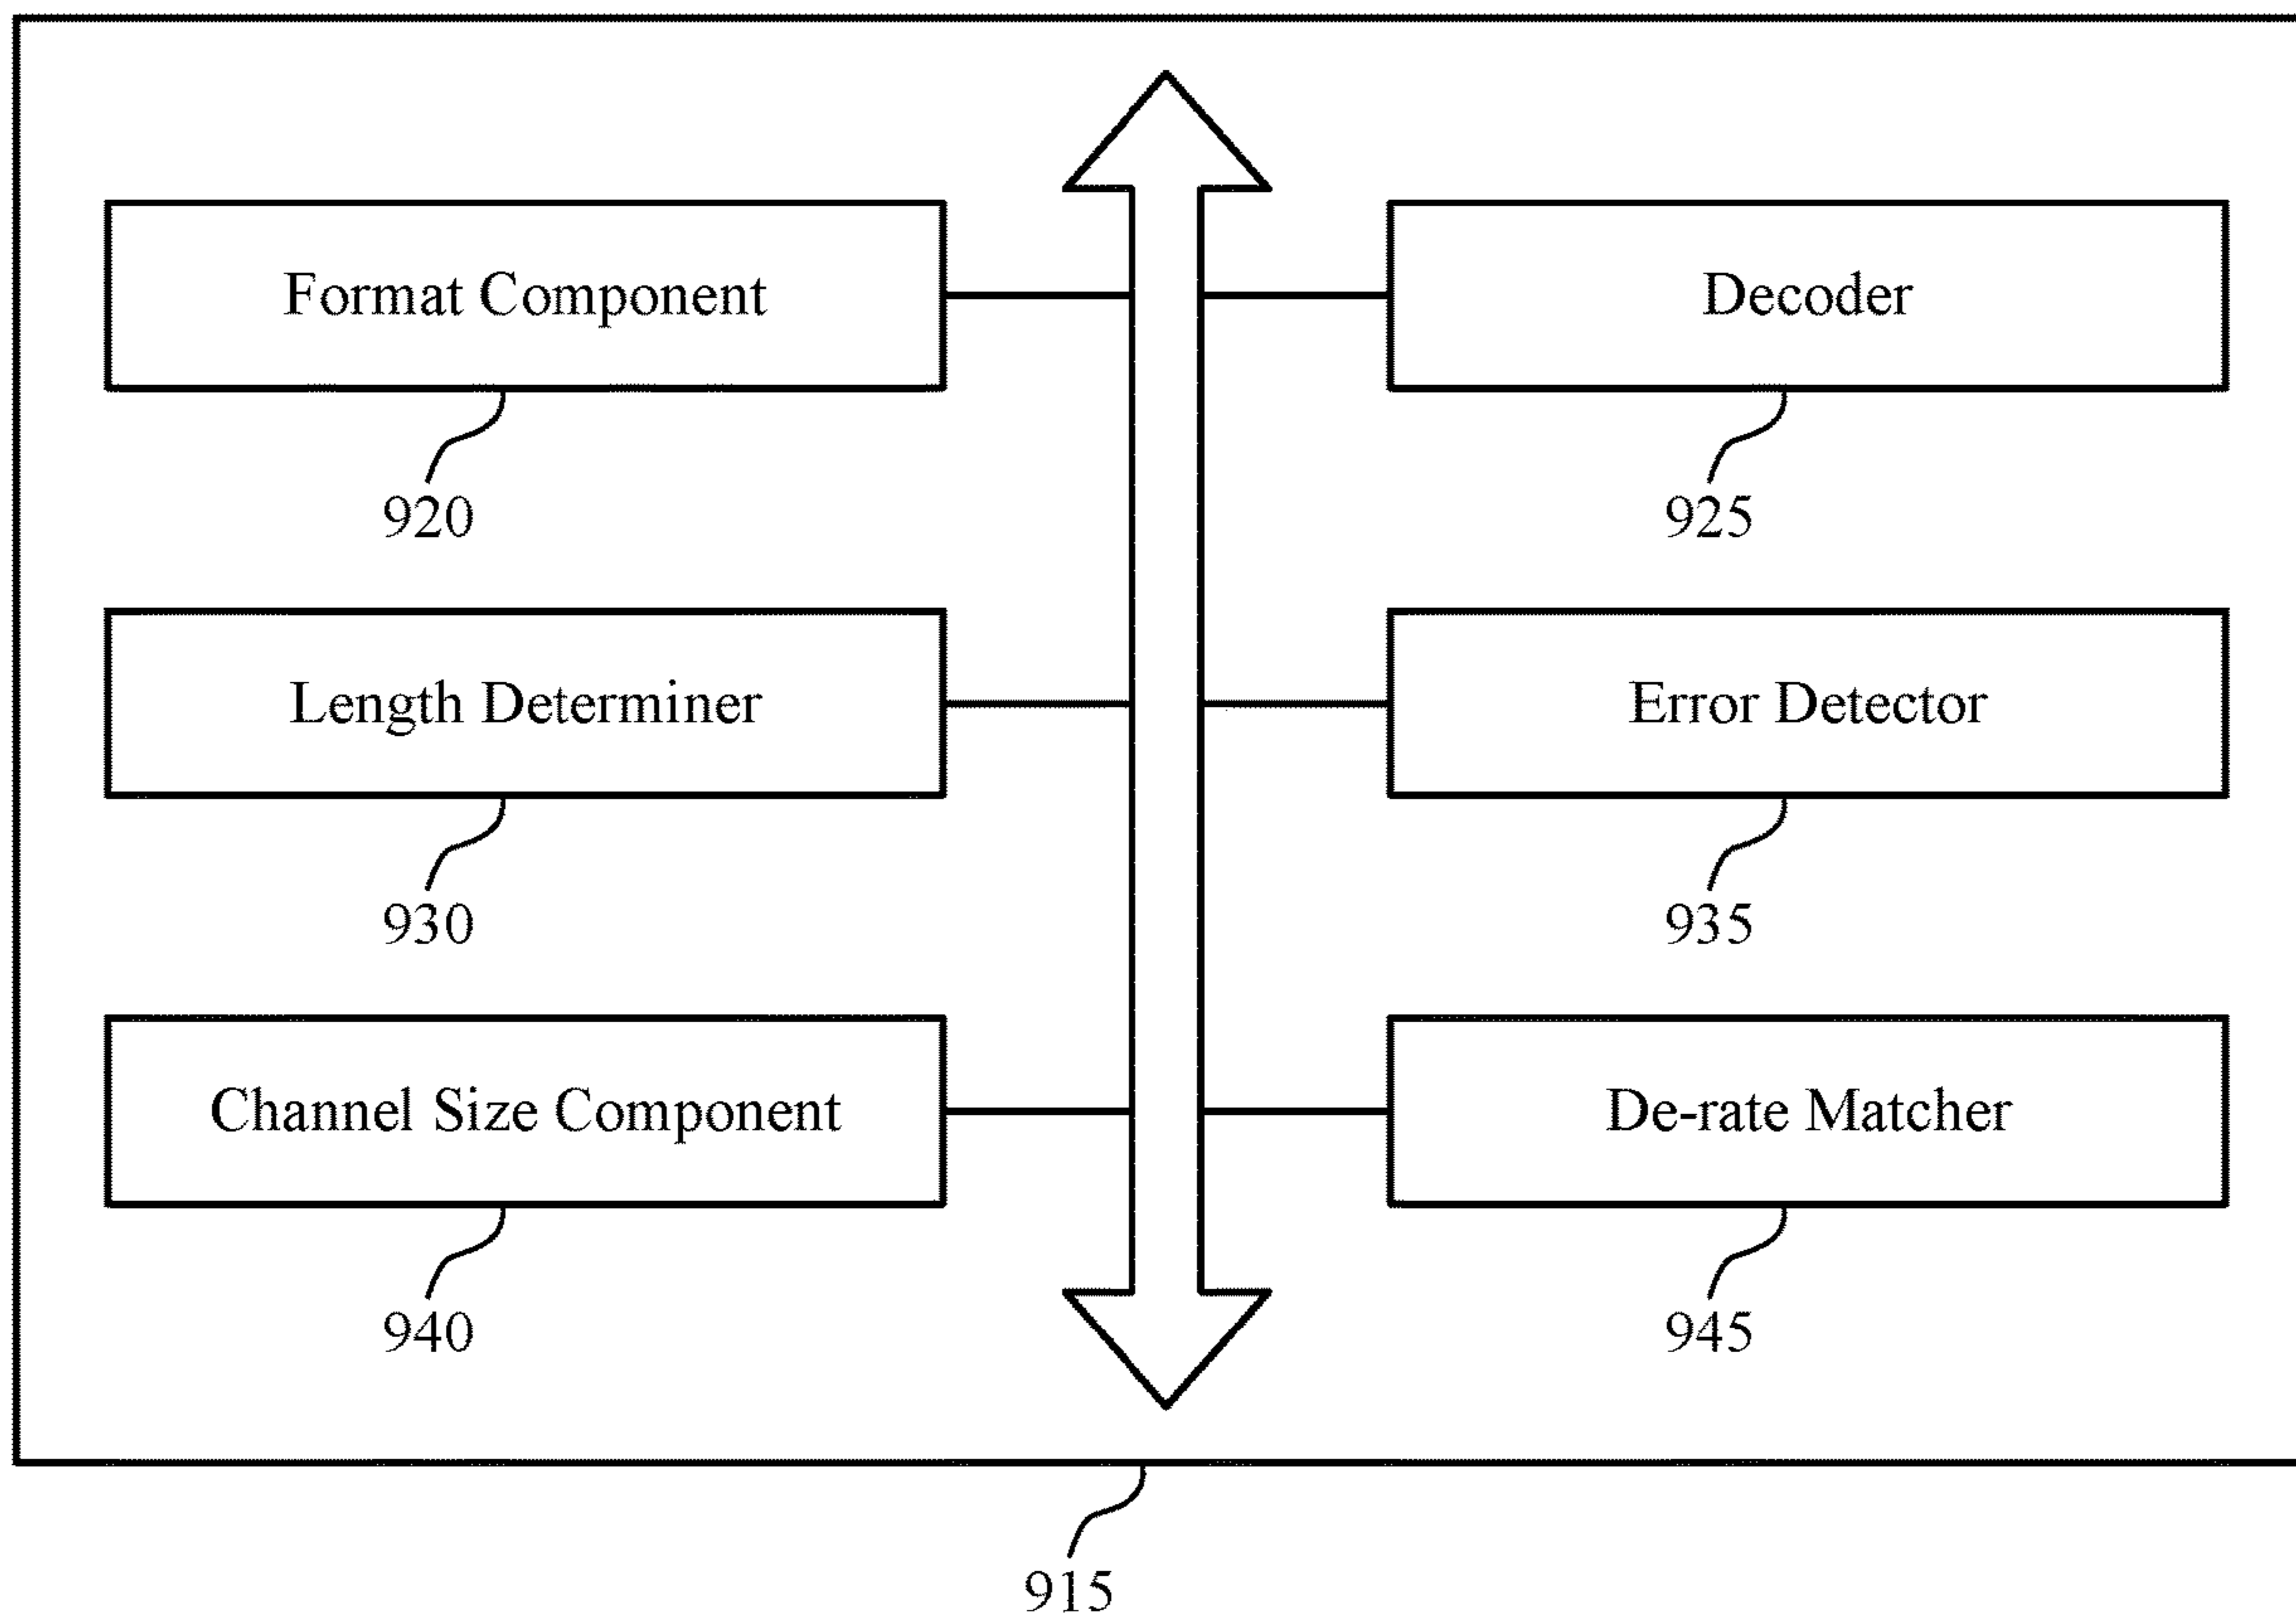 Format Component
Decoder
920
925
Length Determiner
Error Detector
930
935
Channel Size Component
De-rate Matcher
940
945
915